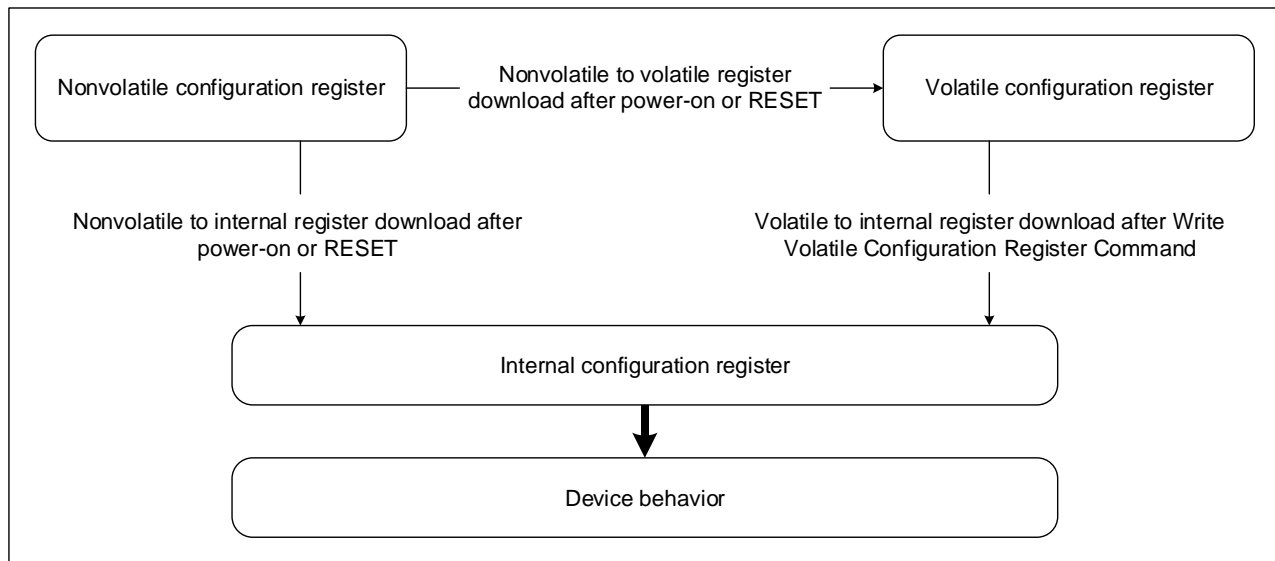 Nonvolatile configuration register
Nonvolatile to volatile register
download after power-on or RESET
Volatile configuration register
Nonvolatile to internal register download after
power-on or RESET
Volatile to internal register download after Write
Volatile Configuration Register Command
Internal configuration register
Device behavior